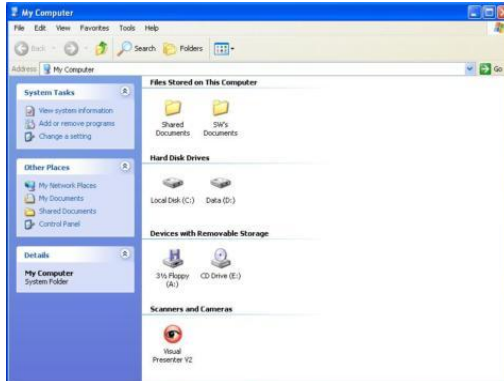 My Computer
File Edit View Favorites Tools Help
Back Search Folders
Address My Computer Go
System Tasks
View system information
Add or remove programs
Change a setting
Other Places
My Network Places
My Documents
Shared Documents
Control Panel
Details
My Computer
System Folder
Files Stored on This Computer
Shared
Documents
SW's
Documents
Hard Disk Drives
Local Disk (C:) Data (D:)
Devices with Removable Storage
3½ Floppy
(A:)
CD Drive (E:)
Scanners and Cameras
Visual
Presenter V2